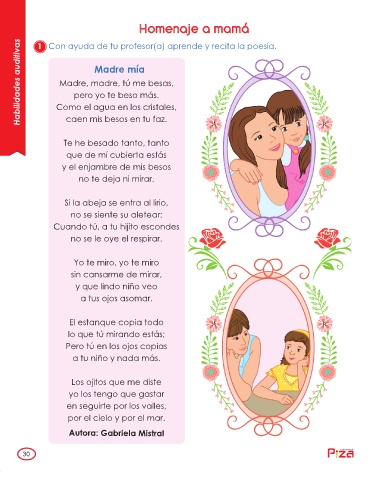 Homenaje a mamá
Habilidades auditivas
1 Con ayuda de tu profesor(a) aprende y recita la poesía.
Madre mía
Madre, madre, tú me besas,
pero yo te beso más.
Como el agua en los cristales,
caen mis besos en tu faz.
Te he besado tanto, tanto
que de mí cubierta estás
y el enjambre de mis besos
no te deja ni mirar.
Si la abeja se entra al lirio,
no se siente su aletear;
Cuando tú, a tu hijito escondes
no se le oye el respirar.
Yo te miro, yo te miro
sin cansarme de mirar,
y que lindo niño veo
a tus ojos asomar.
El estanque copia todo
lo que tú mirando estás;
Pero tú en los ojos copias
a tu niño y nada más.
Los ojitos que me diste
yo los tengo que gastar
en seguirte por los valles,
por el cielo y por el mar.
Autora: Gabriela Mistral
30
Piza